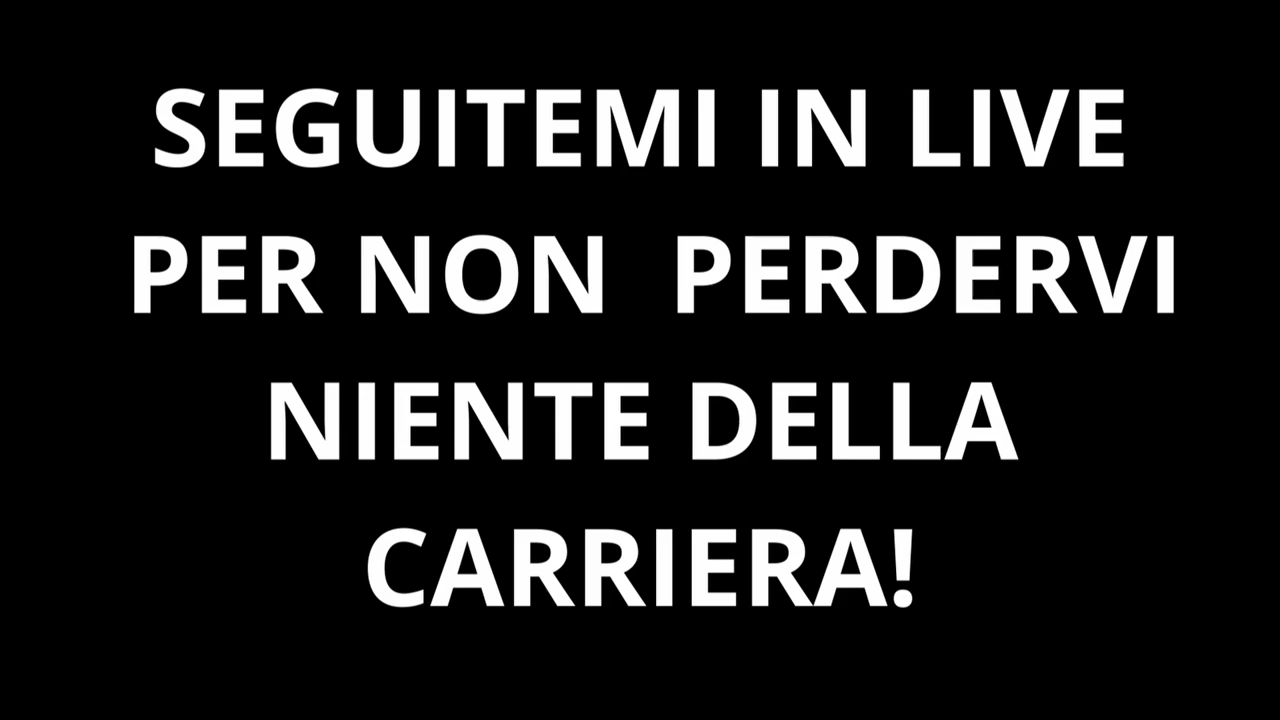 SEGUITEMI IN LIVE
PER NON  PERDERVI
NIENTE DELLA
CARRIERA!